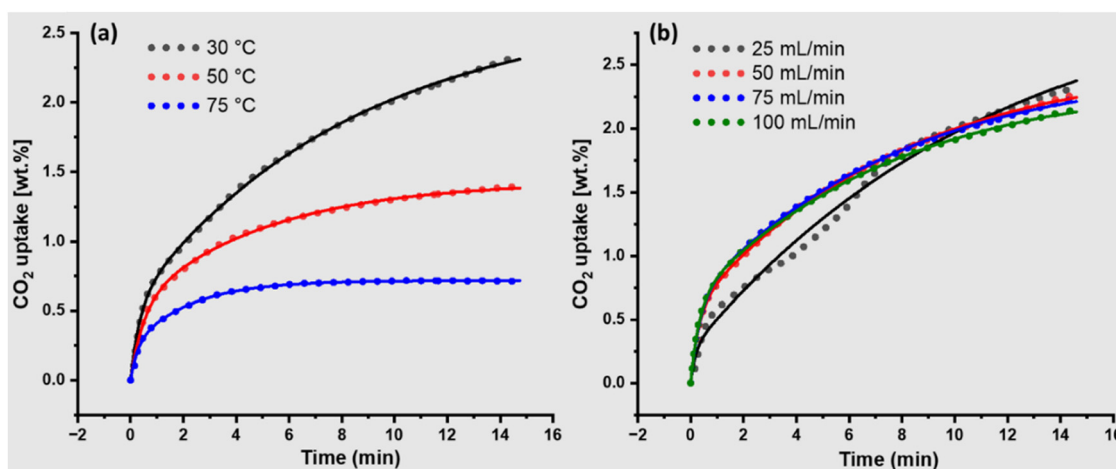 (a)
30 °C
50 °C
75 °C
CO₂ uptake [wt.%]
2.5
2.0
1.5
1.0
0.5
0.0
−2 0 2 4 6 8 10 12 14 16
Time (min)
(b)
25 mL/min
50 mL/min
75 mL/min
100 mL/min
CO₂ uptake [wt.%]
2.5
2.0
1.5
1.0
0.5
0.0
−2 0 2 4 6 8 10 12 14 16
Time (min)